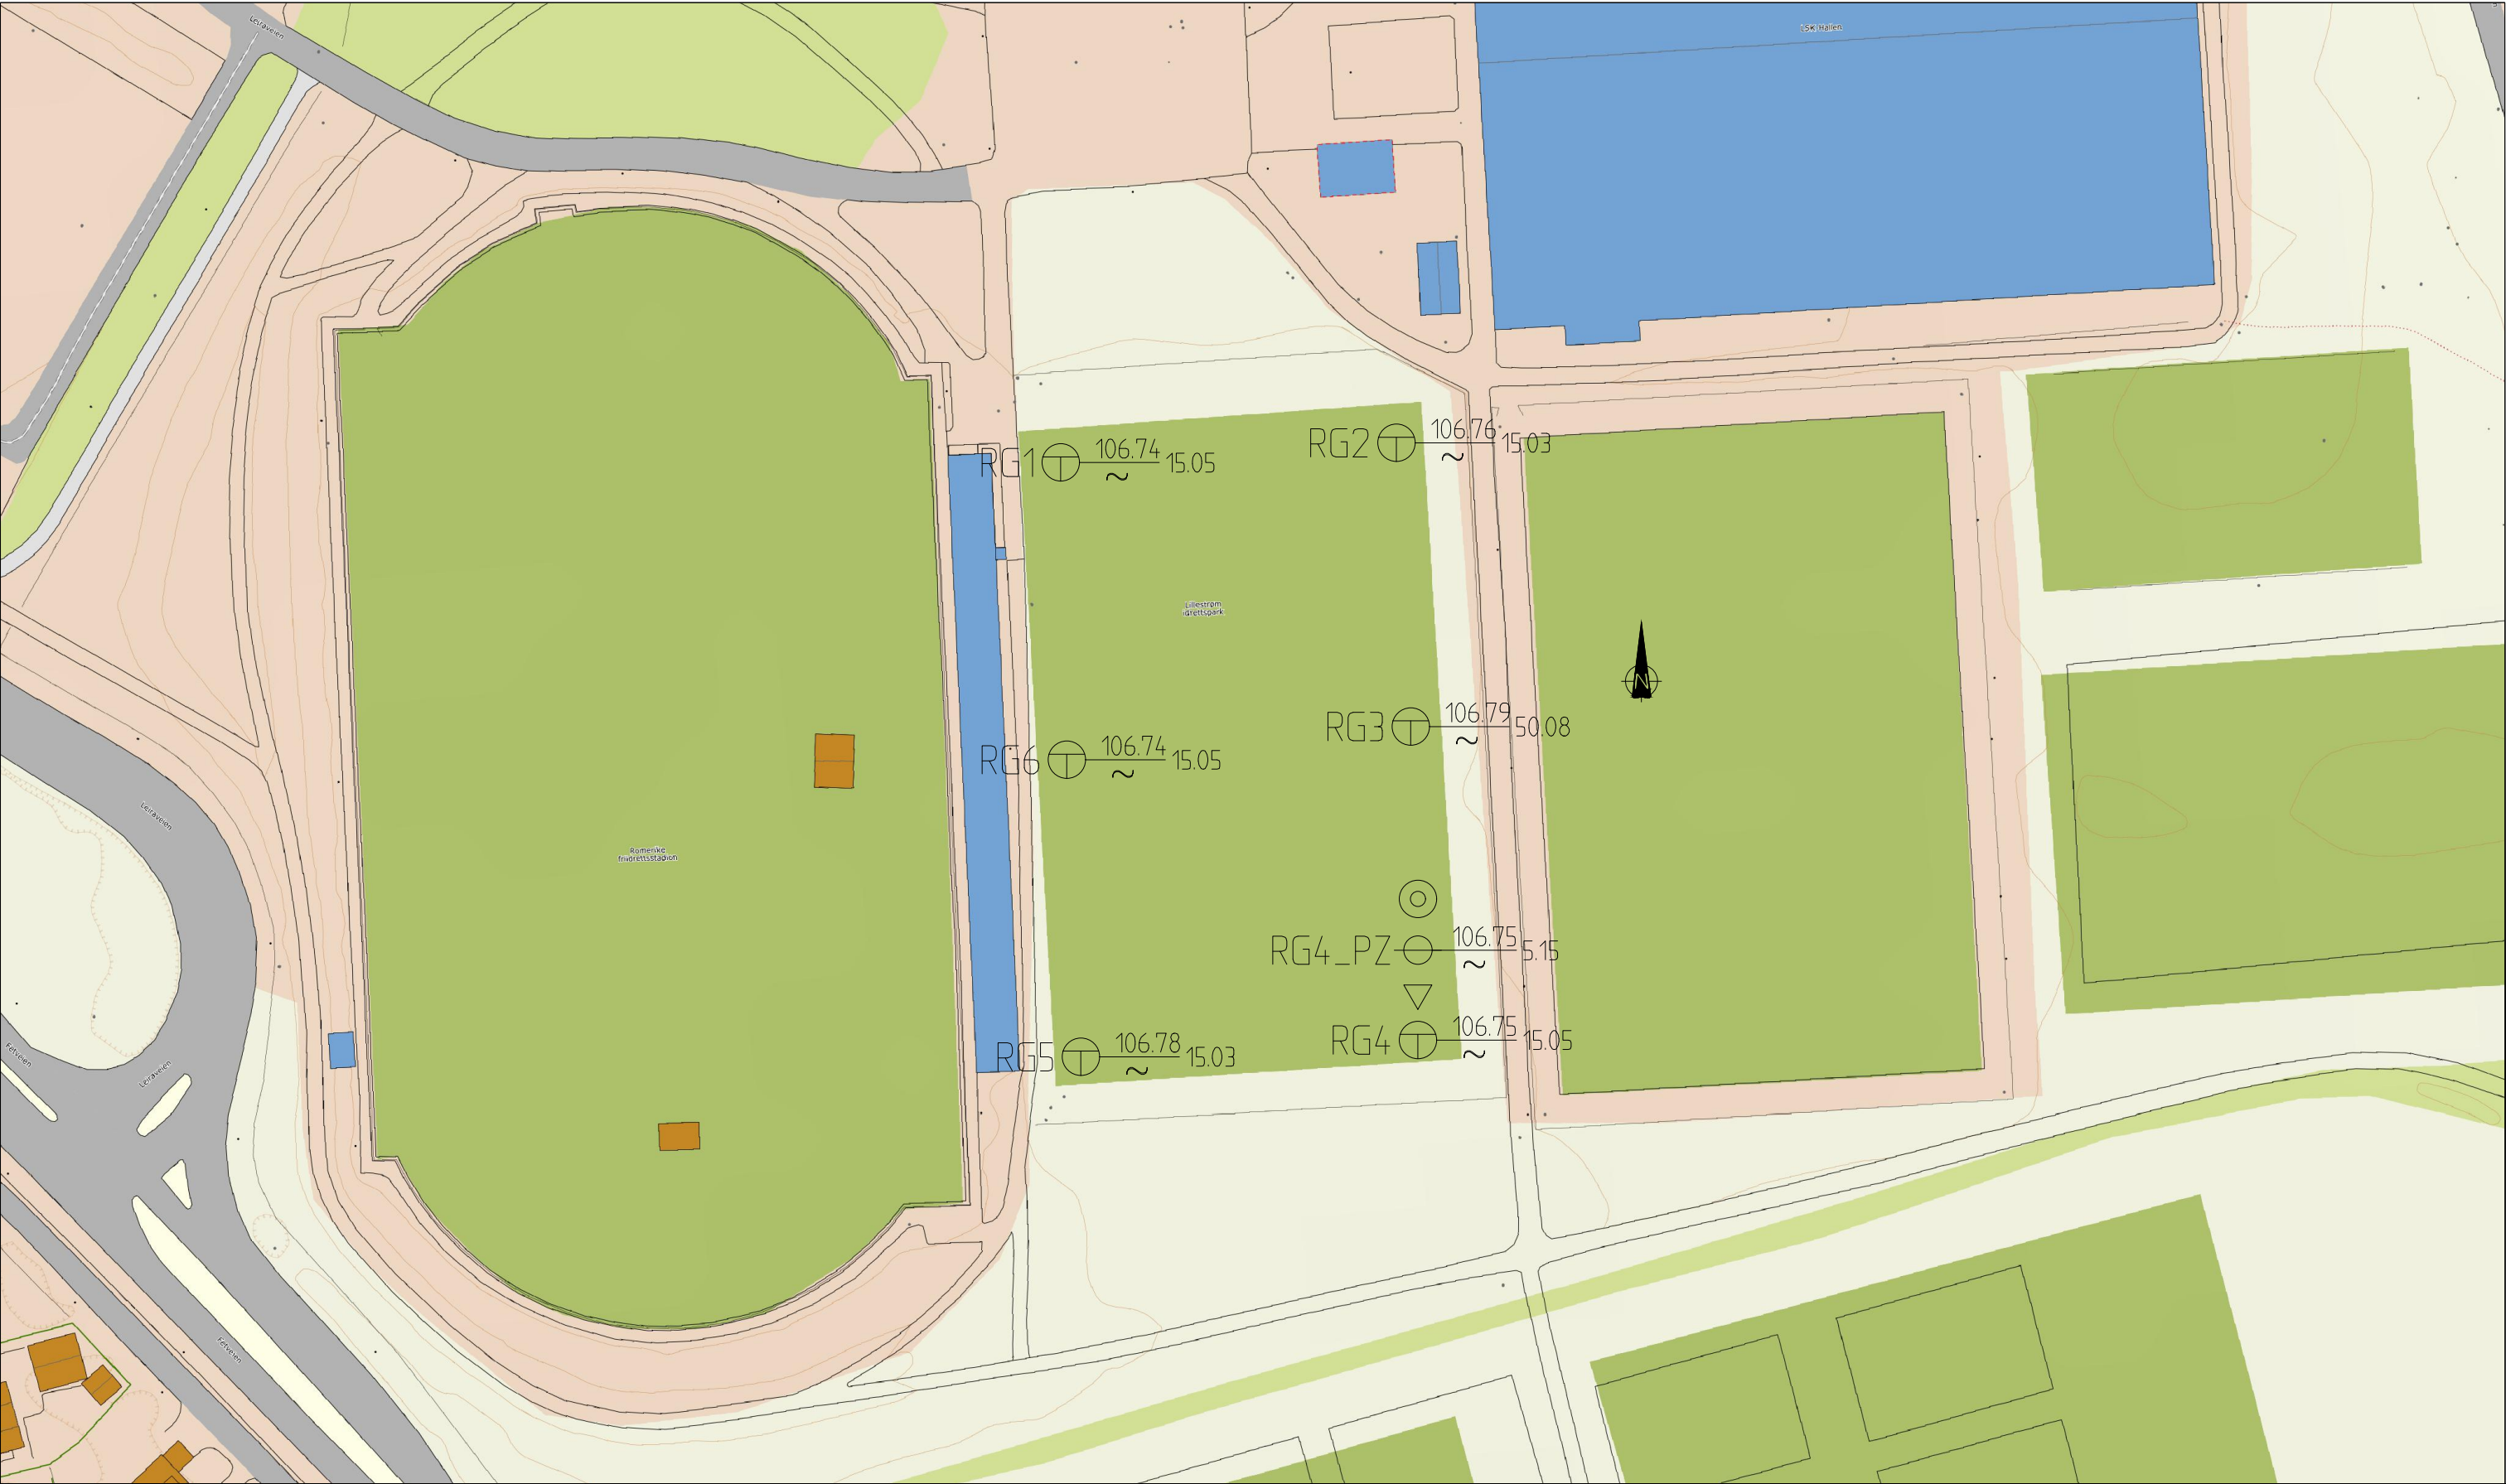 Leiraveien
LSK Hallen
RG1 106.74 15.05
~
RG2 106.76 15.03
~
Lillestrøm
idrettspark
N
RG3 106.79 50.08
~
RG6 106.74 15.05
~
Leiraveien
Romerike
friidrettsstadion
RG4_PZ 106.75 5.15
~
RG4 106.75 15.05
~
RG5 106.78 15.03
~
Fetveien
Leiraveien
Fetveien